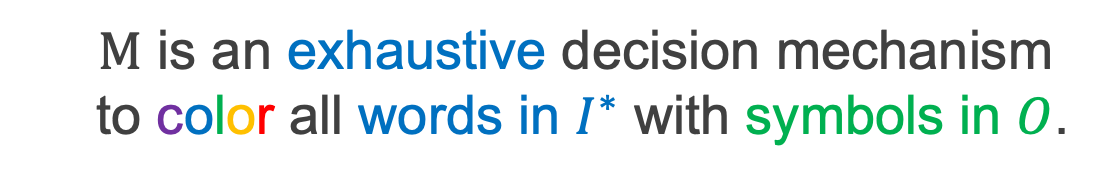 M is an exhaustive decision mechanism
to color all words in I* with symbols in O.